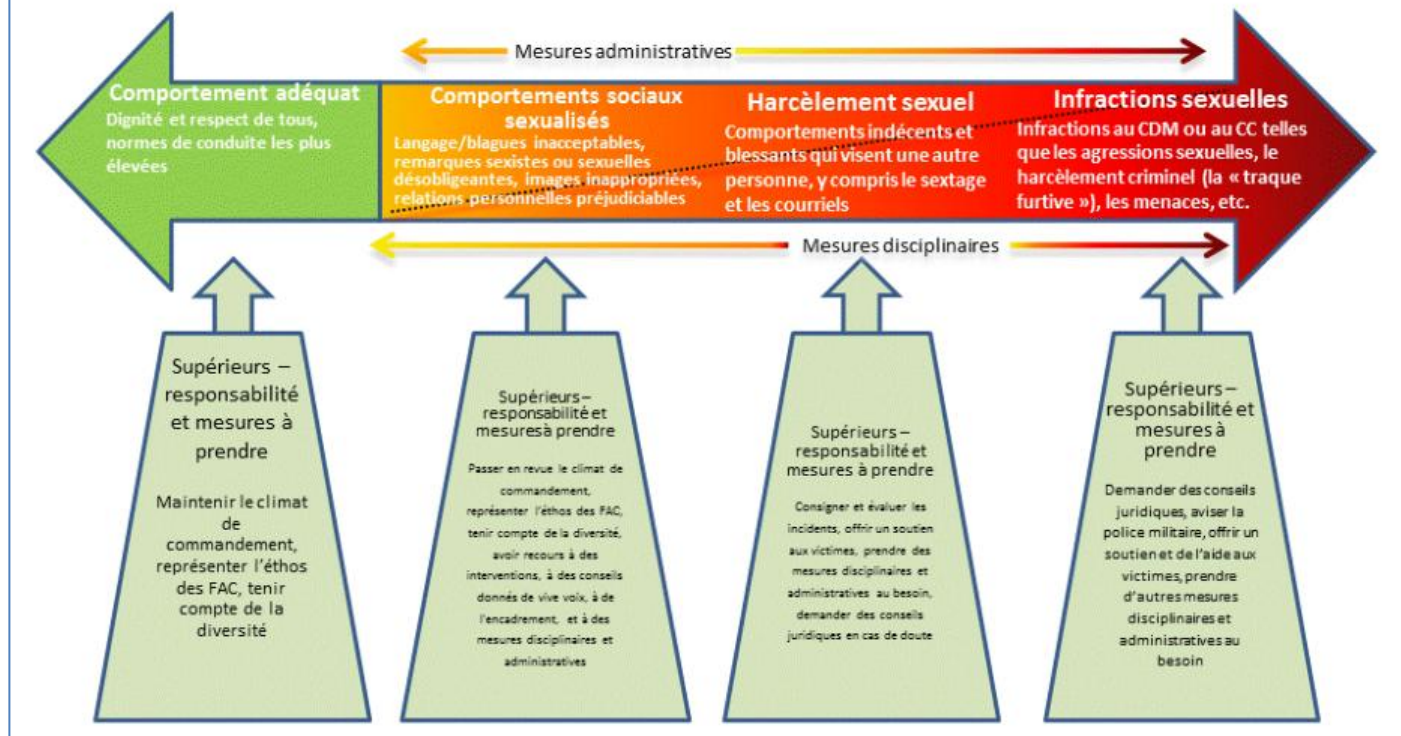 Mesures administratives
Comportement adéquat
Dignité et respect de tous,
normes de conduite les plus
élevées
Comportements sociaux
sexualisés
Langage/blagues inacceptables,
remarques sexistes ou sexuelles
désobligeantes, images inappropriées,
relations personnelles préjudiciables
Harcèlement sexuel
Comportements indécents et
blessants qui visent une autre
personne, y compris le sextage
et les courriels
Infractions sexuelles
Infractions au CDM ou au CC telles
que les agressions sexuelles, le
harcèlement criminel (la « traque
furtive »), les menaces, etc.
Mesures disciplinaires
Supérieurs –
responsabilité
et mesures à
prendre
Maintenir le climat
de
commandement,
représenter l'éthos
des FAC, tenir
compte de la
diversité
Supérieurs –
responsabilité et
mesures à prendre
Passer en revue le climat de
commandement,
représenter l'éthos des FAC,
tenir compte de la diversité,
avoir recours à des
interventions, à des conseils
donnés de vive voix, à de
l'encadrement, et à des
mesures disciplinaires et
administratives
Supérieurs –
responsabilité et
mesures à prendre
Consigner et évaluer les
incidents, offrir un soutien
aux victimes, prendre des
mesures disciplinaires et
administratives au besoin,
demander des conseils
juridiques en cas de doute
Supérieurs –
responsabilité et
mesures à
prendre
Demander des conseils
juridiques, aviser la
police militaire, offrir un
soutien et de l'aide aux
victimes, prendre
d'autres mesures
disciplinaires et
administratives au
besoin